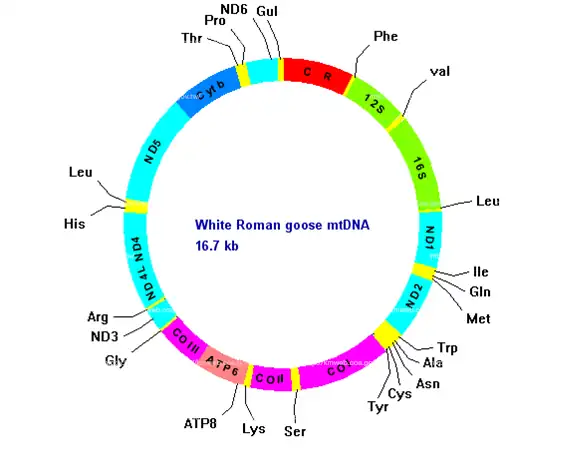 ND6
Gul
Pro
Phe
Thr
C R
val
Cyt b
12S
ND5
16S
Leu
Leu
His
White Roman goose mtDNA
16.7 kb
ND1
ND4L ND4
Ile
Gln
ND2
Met
Arg
ND3
Gly
COIII
ATP6
COII
Trp
Ala
Asn
Cys
Tyr
ATP8
Lys
Ser